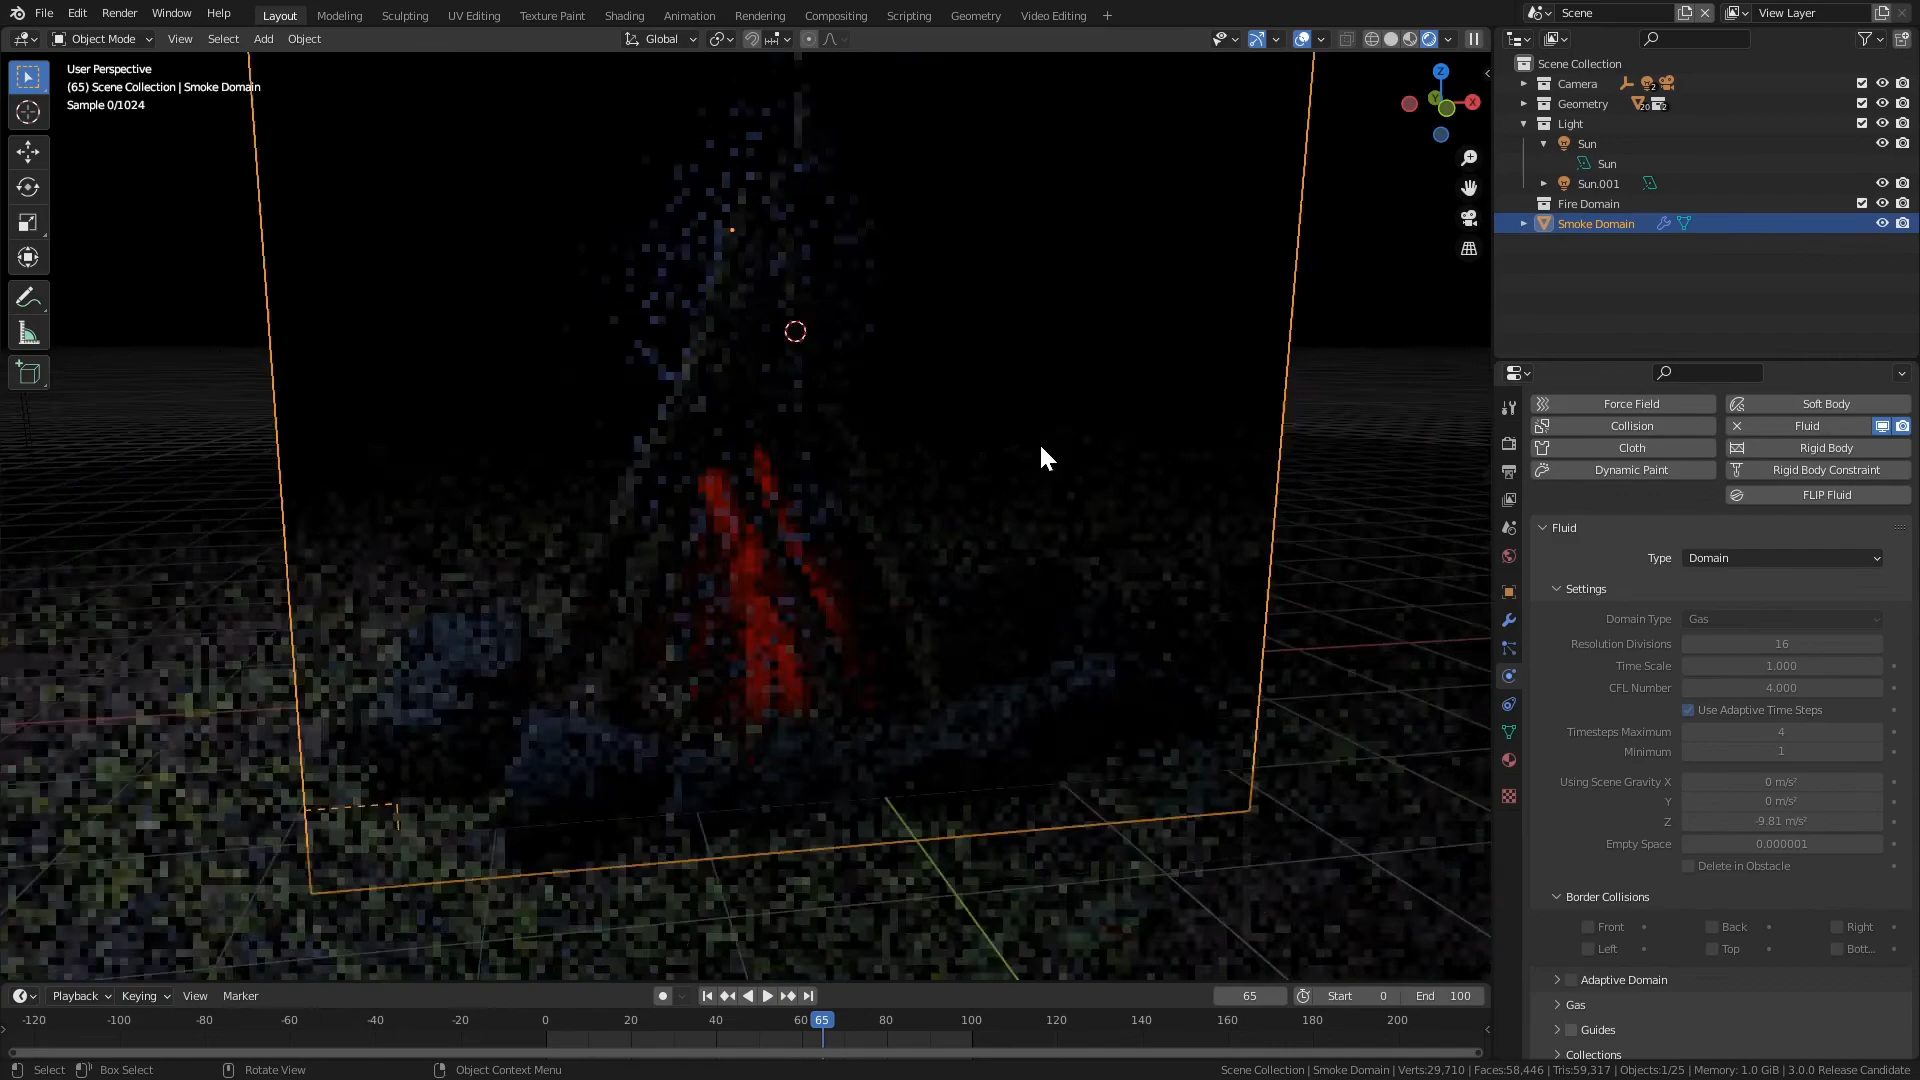 File Edit Render Window Help
Layout Modeling Sculpting UV Editing Texture Paint Shading Animation Rendering Compositing Scripting Geometry Video Editing +
Scene
View Layer
Object Mode View Select Add Object
Global
User Perspective
(65) Scene Collection | Smoke Domain
Sample 0/1024
Z
X
Y
Scene Collection
Camera 2
Geometry 20 2
Light
Sun
Sun
Sun.001
Fire Domain
Smoke Domain
Force Field Soft Body
Collision Fluid
Cloth Rigid Body
Dynamic Paint Rigid Body Constraint
FLIP Fluid
Fluid
Type Domain
Settings
Domain Type Gas
Resolution Divisions 16
Time Scale 1.000
CFL Number 4.000
Use Adaptive Time Steps
Timesteps Maximum 4
Minimum 1
Using Scene Gravity X 0 m/s²
Y 0 m/s²
Z -9.81 m/s²
Empty Space 0.000001
Delete in Obstacle
Border Collisions
Front Back Right
Left Top Bott...
Adaptive Domain
Gas
Guides
Collections
Playback Keying View Marker
65 Start 0 End 100
-120 -100 -80 -60 -40 -20 0 20 40 60 65 80 100 120 140 160 180 200
Select Box Select Rotate View Object Context Menu
Scene Collection | Smoke Domain | Verts:29,710 | Faces:58,446 | Tris:59,317 | Objects:1/25 | Memory: 1.0 GiB | 3.0.0 Release Candidate